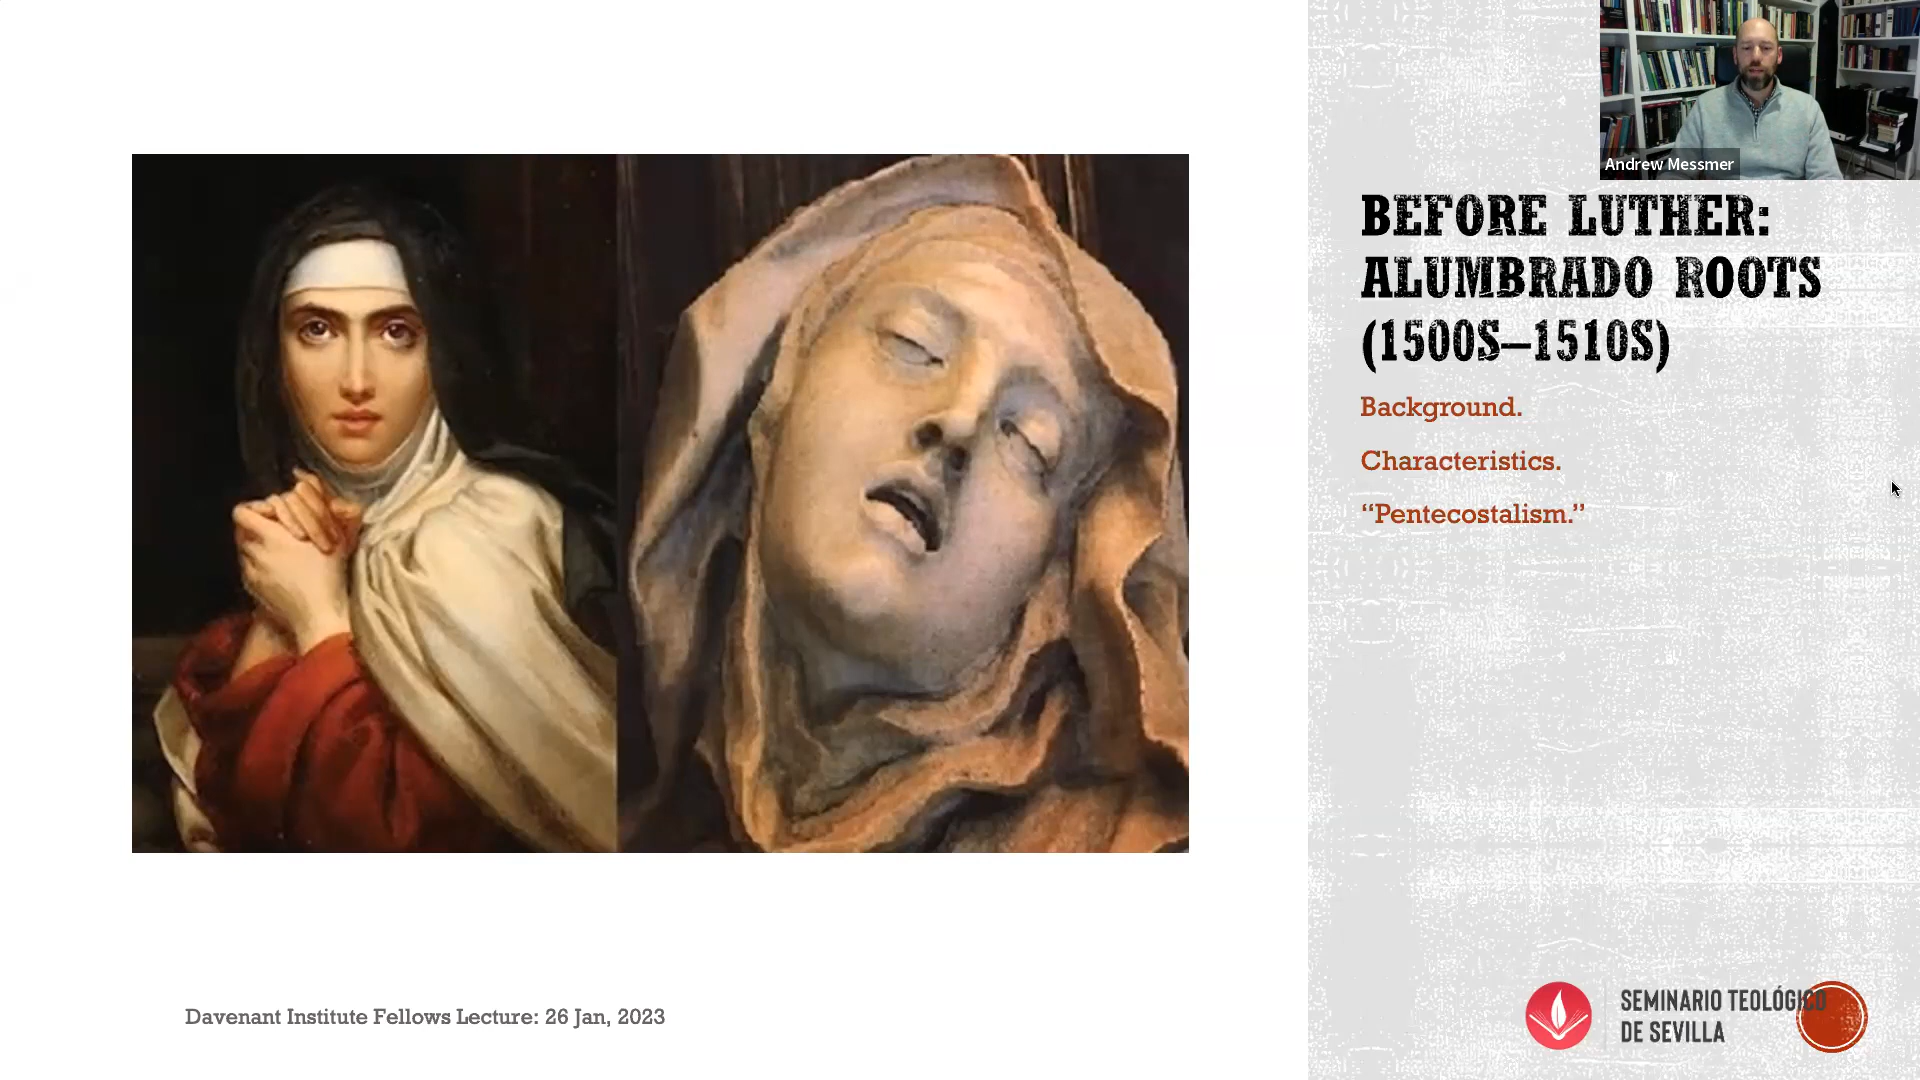 Andrew Messmer
BEFORE LUTHER:
ALUMBRADO ROOTS
(1500S–1510S)
Background.
Characteristics.
“Pentecostalism.”
Davenant Institute Fellows Lecture: 26 Jan, 2023
SEMINARIO TEOLÓGICO
DE SEVILLA